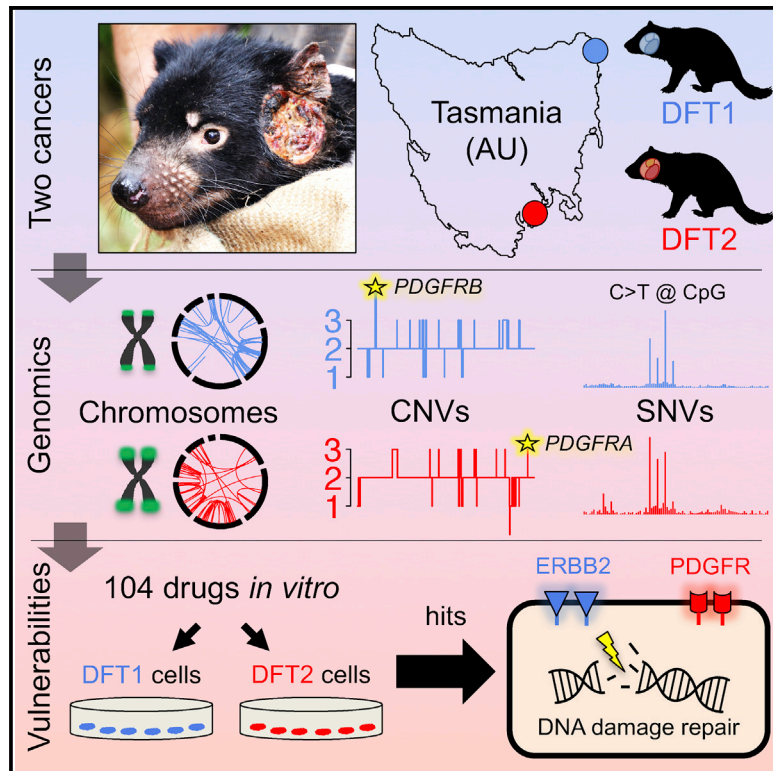 Two cancers
Tasmania
(AU)
DFT1
DFT2
Genomics
Chromosomes
3
2
1
PDGFRB
CNVs
C>T @ CpG
SNVs
3
2
1
PDGFRA
Vulnerabilities
104 drugs in vitro
DFT1 cells
DFT2 cells
hits
ERBB2
PDGFR
DNA damage repair